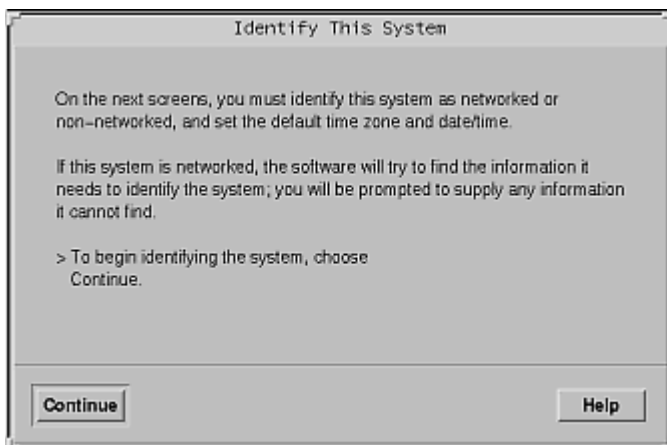 Identify This System
On the next screens, you must identify this system as networked or
non-networked, and set the default time zone and date/time.
If this system is networked, the software will try to find the information it
needs to identify the system; you will be prompted to supply any information
it cannot find.
> To begin identifying the system, choose
Continue.
Continue
Help